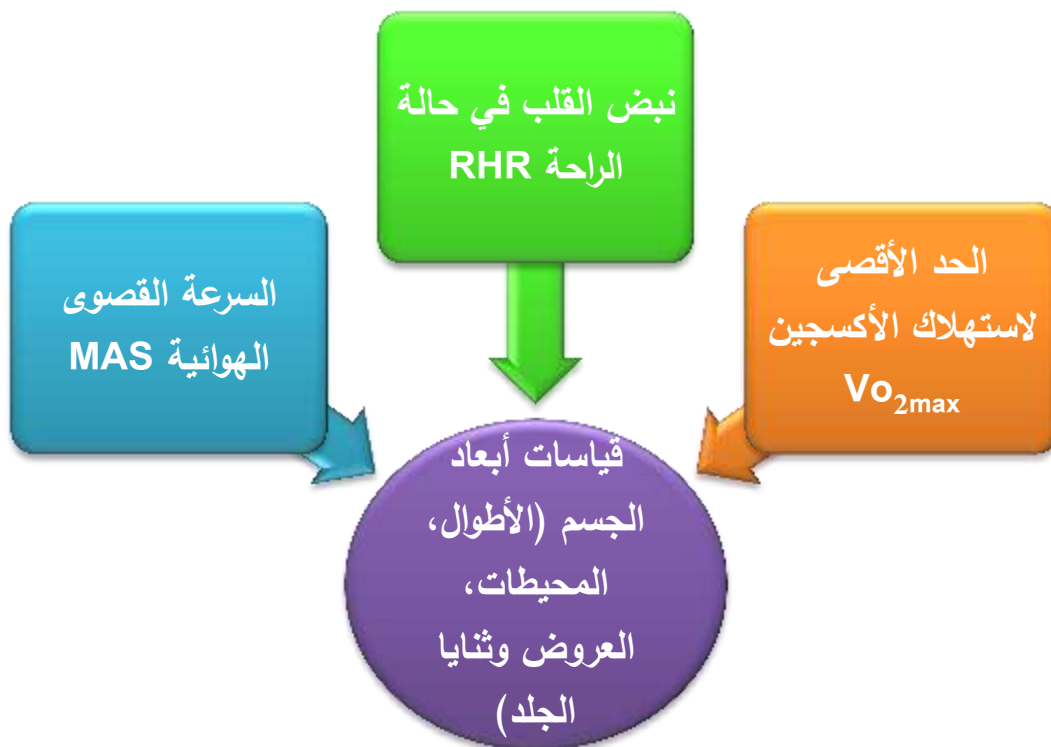 نبض القلب في حالة
الراحة RHR
الحد الأقصى
لاستهلاك الأكسجين
Vo₂max
السرعة القصوى
الهوائية MAS
قياسات أبعاد
الجسم (الأطوال،
المحيطات،
العروض وثنايا
الجلد)